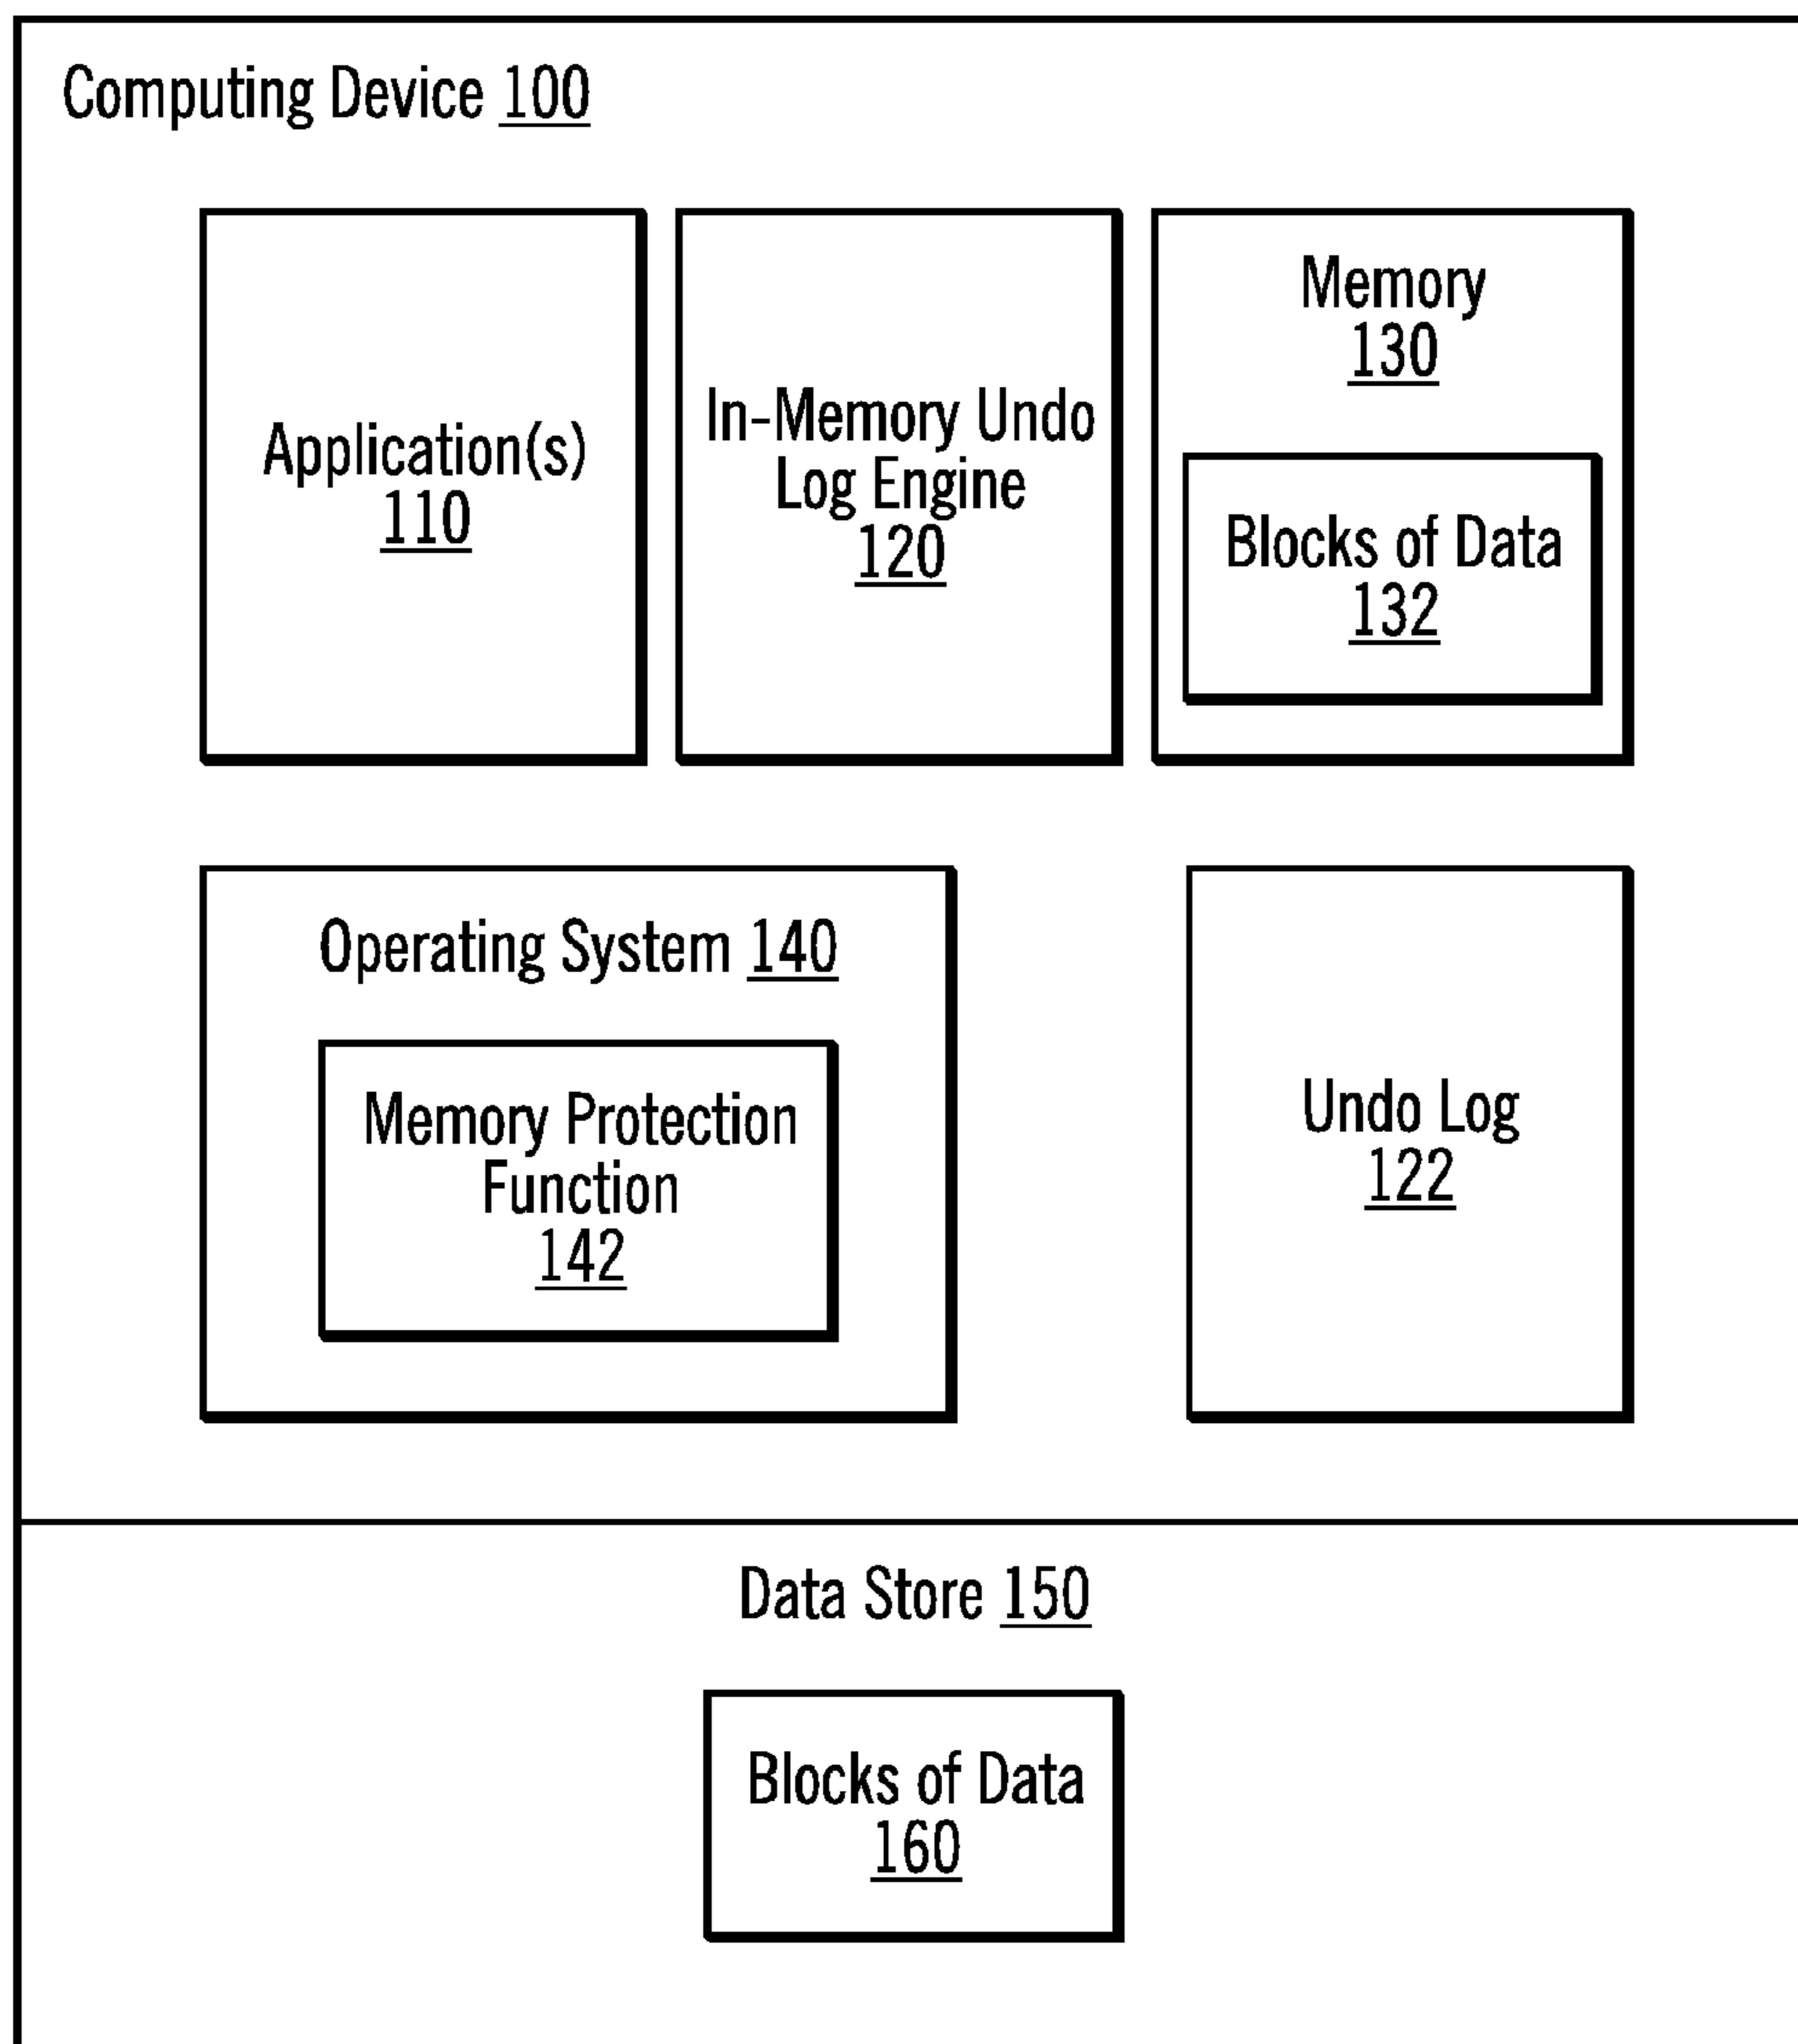 Computing Device 100
Application(s)
110
In-Memory Undo
Log Engine
120
Memory
130
Blocks of Data
132
Operating System 140
Memory Protection
Function
142
Undo Log
122
Data Store 150
Blocks of Data
160